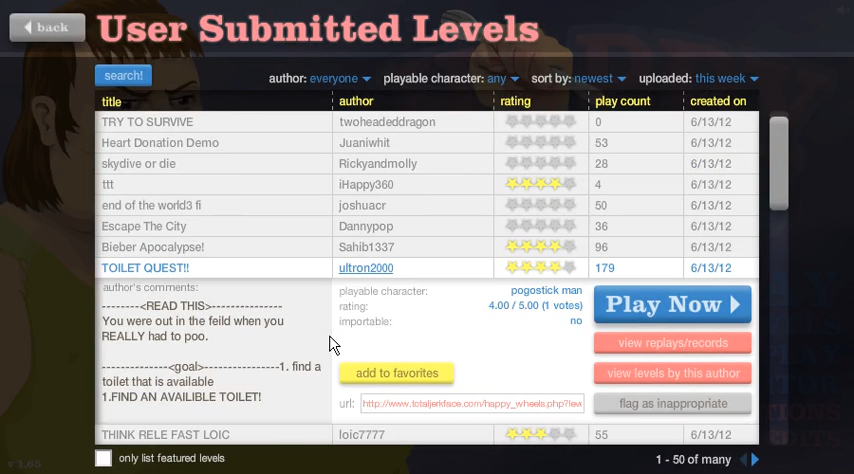 back
User Submitted Levels
search!
author: everyone playable character: any sort by: newest uploaded: this week
title author rating play count created on
TRY TO SURVIVE twoheadeddragon 0 6/13/12
Heart Donation Demo Juaniwhit 53 6/13/12
skydive or die Rickyandmolly 28 6/13/12
ttt iHappy360 4 6/13/12
end of the world3 fi joshuacr 50 6/13/12
Escape The City Dannypop 36 6/13/12
Bieber Apocalypse! Sahib1337 96 6/13/12
TOILET QUEST!! ultron2000 179 6/13/12
author's comments:
--------<READ THIS>---------------
You were out in the feild when you
REALLY had to poo.
---------------<goal>-----------------1. find a
toilet that is available
1.FIND AN AVAILIBLE TOILET!
playable character: pogostick man
rating: 4.00 / 5.00 (1 votes)
importable: no
add to favorites
url: http://www.totaljerkface.com/happy_wheels.php?leve
Play Now
view replays/records
view levels by this author
flag as inappropriate
THINK RELE FAST LOIC loic7777 55 6/13/12
only list featured levels
1 - 50 of many
v 1.65